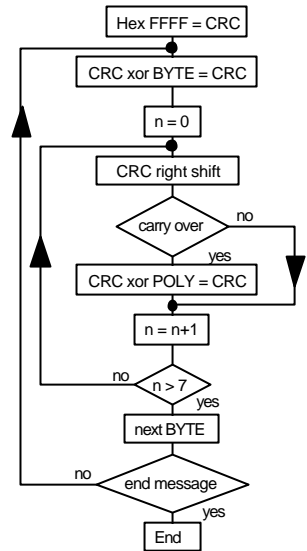 Hex FFFF = CRC
CRC xor BYTE = CRC
n = 0
CRC right shift
carry over
no
yes
CRC xor POLY = CRC
n = n+1
no
n > 7
yes
next BYTE
no
end message
yes
End